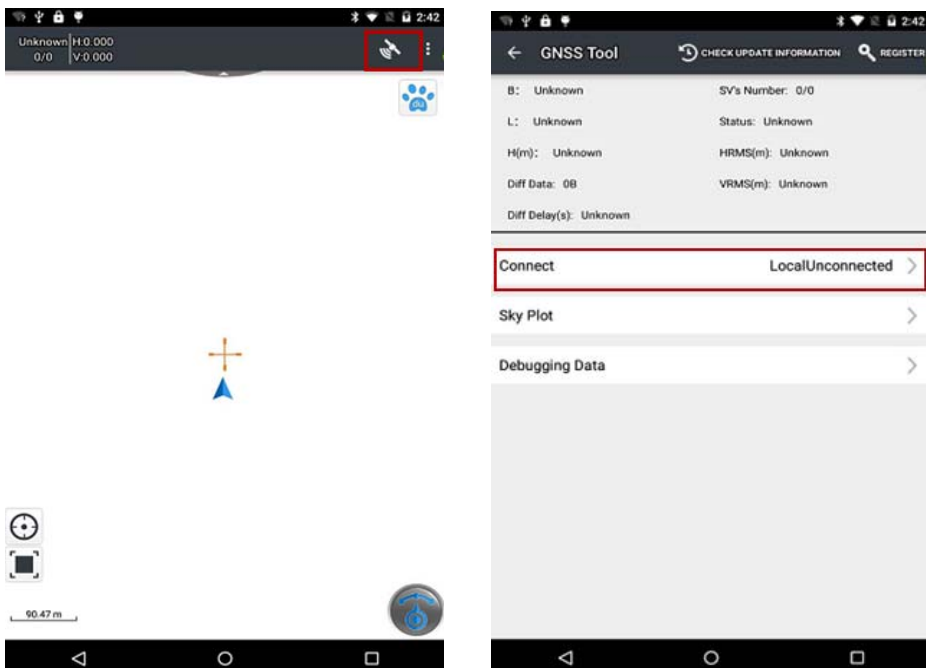 2:42
Unknown H:0.000
0/0 V:0.000
du
90.47 m
2:42
GNSS Tool CHECK UPDATE INFORMATION REGISTER
B: Unknown SV's Number: 0/0
L: Unknown Status: Unknown
H(m): Unknown HRMS(m): Unknown
Diff Data: 0B VRMS(m): Unknown
Diff Delay(s): Unknown
Connect LocalUnconnected
Sky Plot
Debugging Data